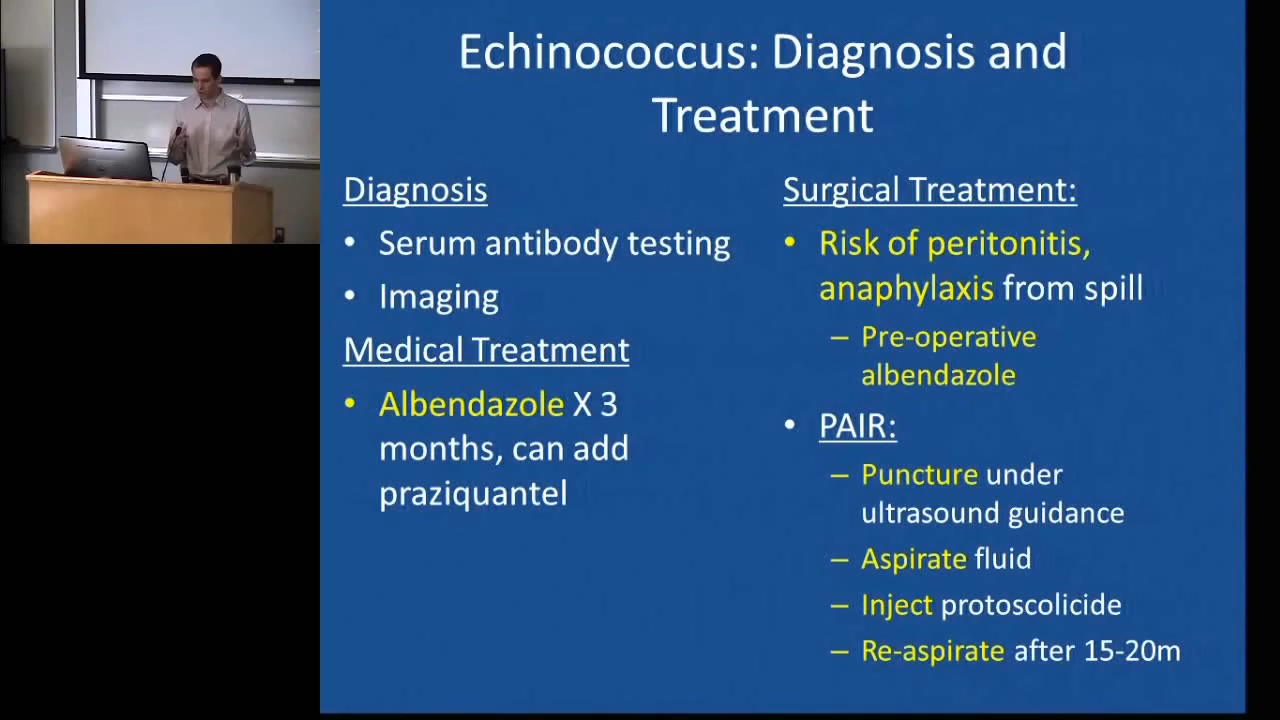 Echinococcus: Diagnosis and
Treatment
Diagnosis
• Serum antibody testing
• Imaging
Medical Treatment
• Albendazole X 3
months, can add
praziquantel
Surgical Treatment:
• Risk of peritonitis,
anaphylaxis from spill
– Pre-operative
albendazole
• PAIR:
– Puncture under
ultrasound guidance
– Aspirate fluid
– Inject protoscolicide
– Re-aspirate after 15-20m